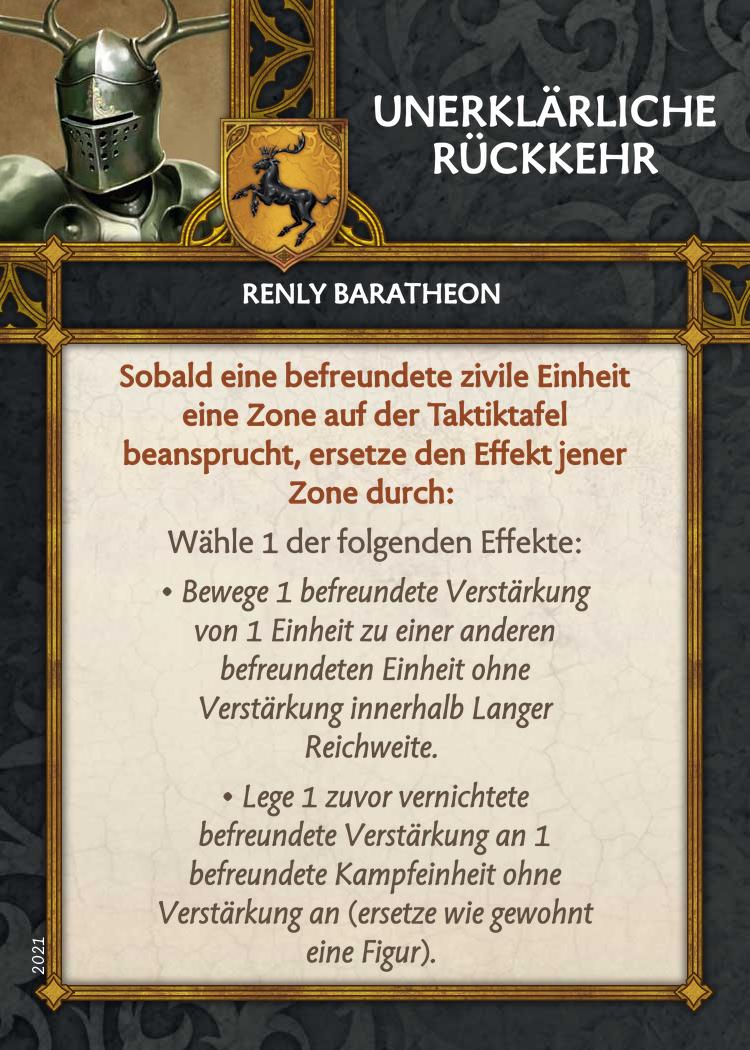 UNERKLÄRLICHE
RÜCKKEHR
RENLY BARATHEON
Sobald eine befreundete zivile Einheit
eine Zone auf der Taktiktafel
beansprucht, ersetze den Effekt jener
Zone durch:
Wähle 1 der folgenden Effekte:
• Bewege 1 befreundete Verstärkung
von 1 Einheit zu einer anderen
befreundeten Einheit ohne
Verstärkung innerhalb Langer
Reichweite.
• Lege 1 zuvor vernichtete
befreundete Verstärkung an 1
befreundete Kampfeinheit ohne
Verstärkung an (ersetze wie gewohnt
eine Figur).
2021